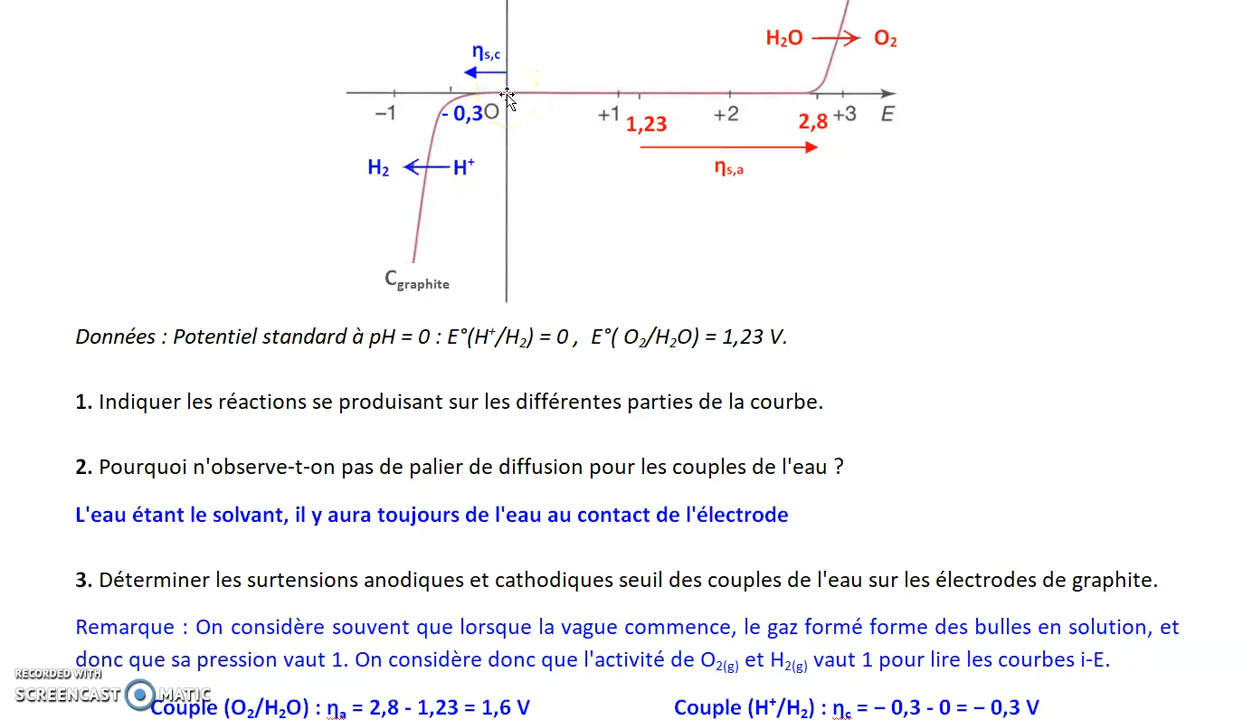 H₂O → O₂
ηs,c
−1 - 0,3 O +1 1,23 +2 2,8 +3 E
H₂ ← H⁺
ηs,a
Cgraphite
Données : Potentiel standard à pH = 0 : E°(H⁺/H₂) = 0 , E°( O₂/H₂O) = 1,23 V.
1. Indiquer les réactions se produisant sur les différentes parties de la courbe.
2. Pourquoi n'observe-t-on pas de palier de diffusion pour les couples de l'eau ?
L'eau étant le solvant, il y aura toujours de l'eau au contact de l'électrode
3. Déterminer les surtensions anodiques et cathodiques seuil des couples de l'eau sur les électrodes de graphite.
Remarque : On considère souvent que lorsque la vague commence, le gaz formé forme des bulles en solution, et
donc que sa pression vaut 1. On considère donc que l'activité de O₂(g) et H₂(g) vaut 1 pour lire les courbes i-E.
RECORDED WITH
SCREENCAST MATIC
Couple (O₂/H₂O) : ηa = 2,8 - 1,23 = 1,6 V Couple (H⁺/H₂) : ηc = − 0,3 - 0 = − 0,3 V